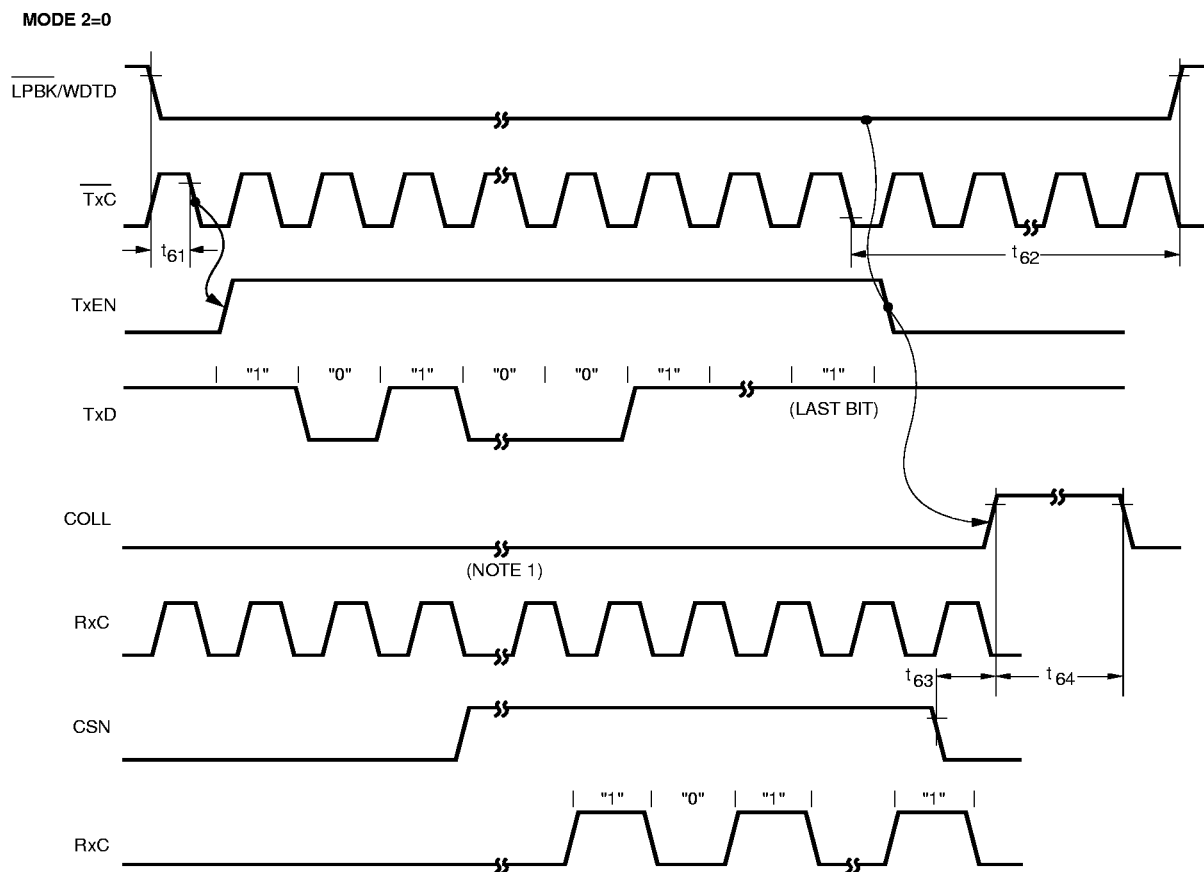 MODE 2=0
LPBK/WDTD
TxC
t61
t62
TxEN
"1" "0" "1" "0" "0" "1" "1"
TxD
(LAST BIT)
COLL
(NOTE 1)
RxC
t63 t64
CSN
"1" "0" "1" "1"
RxC